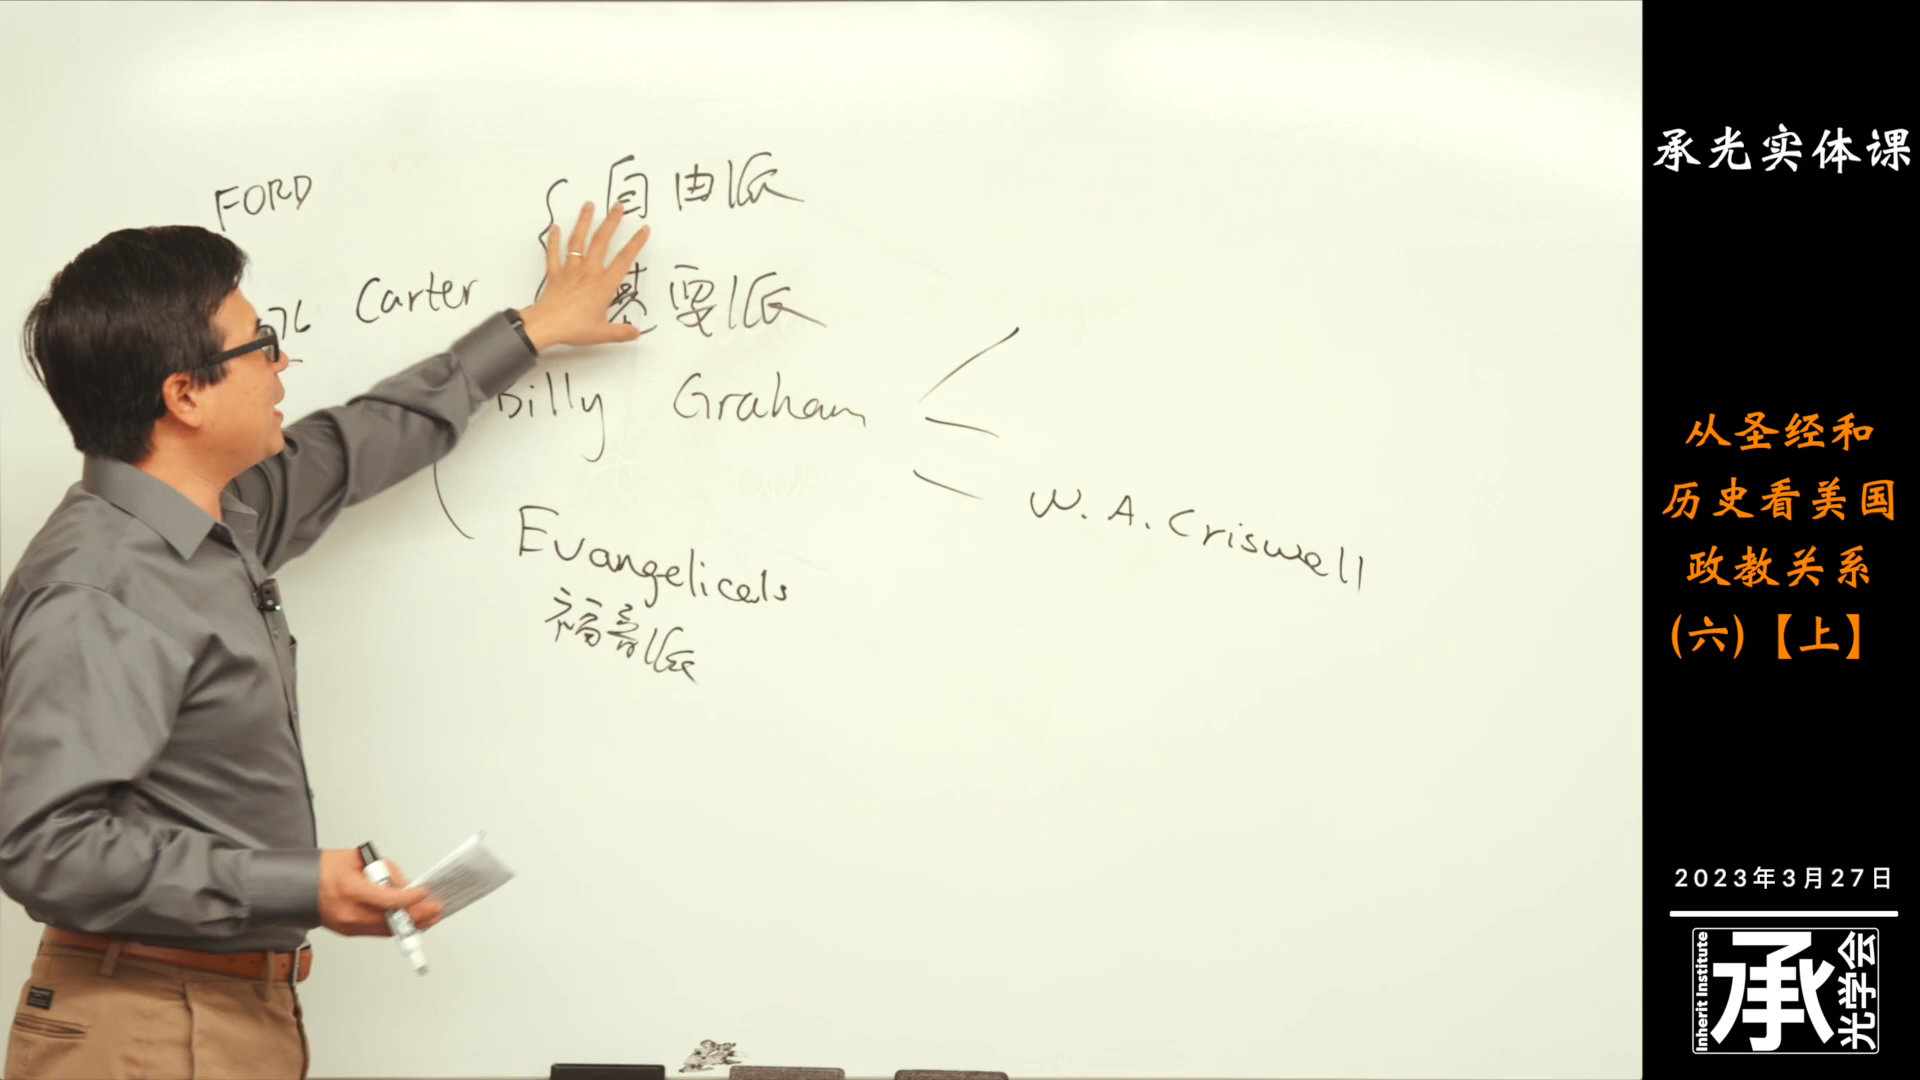 FORD
自由派
Carter
基要派
Billy Graham
W. A. Criswell
Evangelicals
福音派
承光实体课
从圣经和
历史看美国
政教关系
(六)【上】
2023年3月27日
Inherit Institute
承
光学会